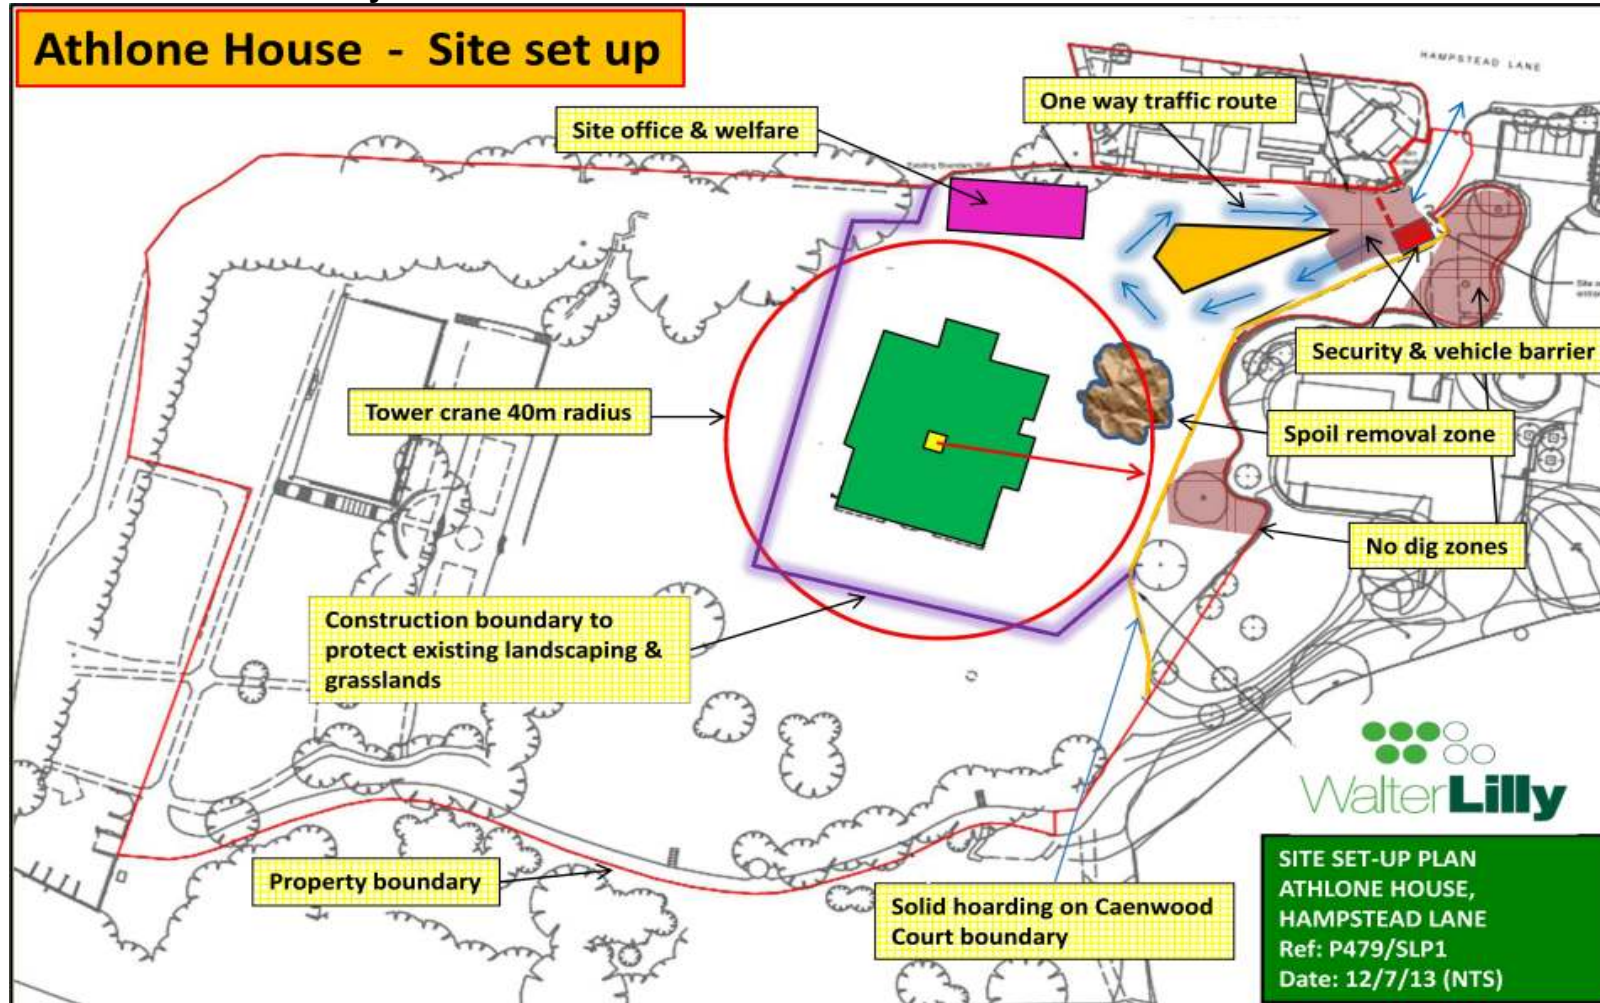 Athlone House - Site set up
HAMPSTEAD LANE
One way traffic route
Site office & welfare
Existing Boundary Wall
Security & vehicle barrier
Tower crane 40m radius
Spoil removal zone
No dig zones
Construction boundary to
protect existing landscaping &
grasslands
Property boundary
Solid hoarding on Caenwood
Court boundary
WalterLilly
SITE SET-UP PLAN
ATHLONE HOUSE,
HAMPSTEAD LANE
Ref: P479/SLP1
Date: 12/7/13 (NTS)